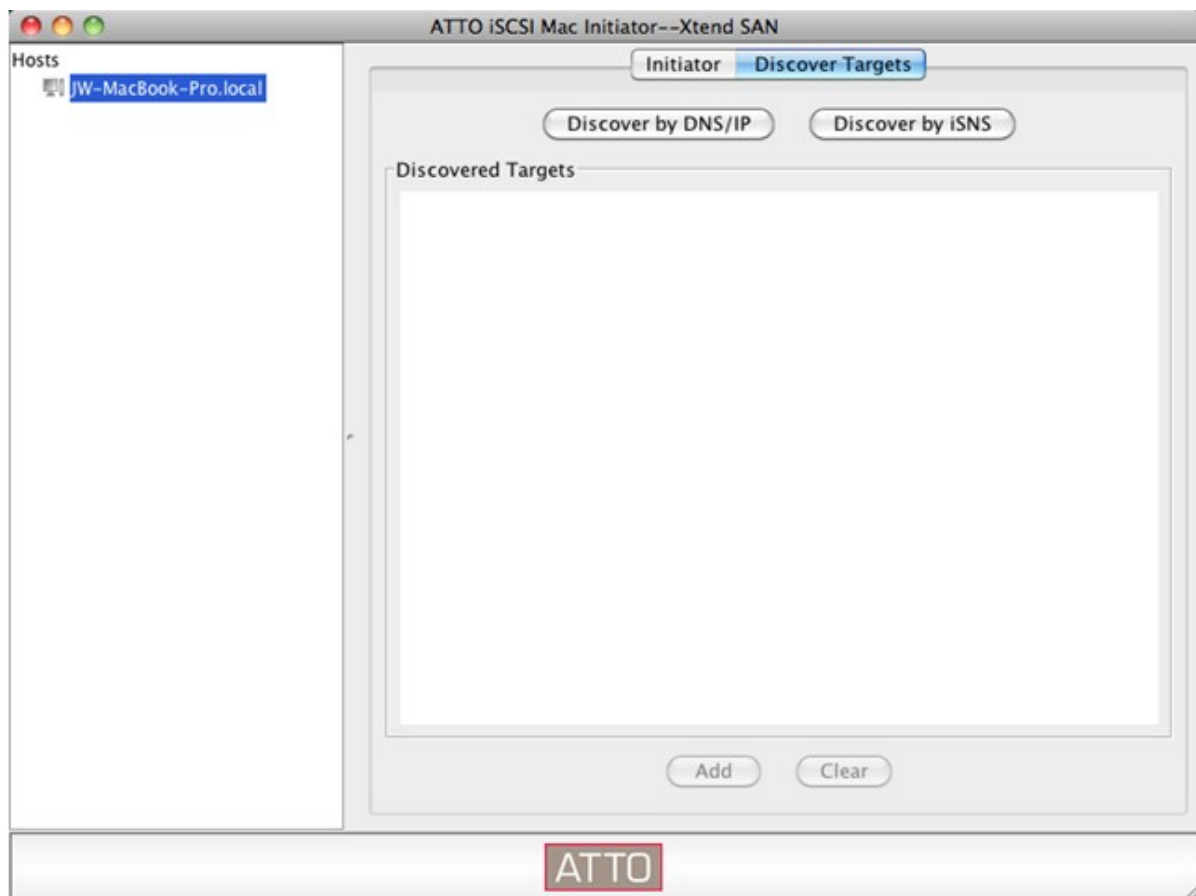 ATTO iSCSI Mac Initiator--Xtend SAN
Hosts
JW-MacBook-Pro.local
Initiator Discover Targets
Discover by DNS/IP Discover by iSNS
Discovered Targets
Add Clear
ATTO